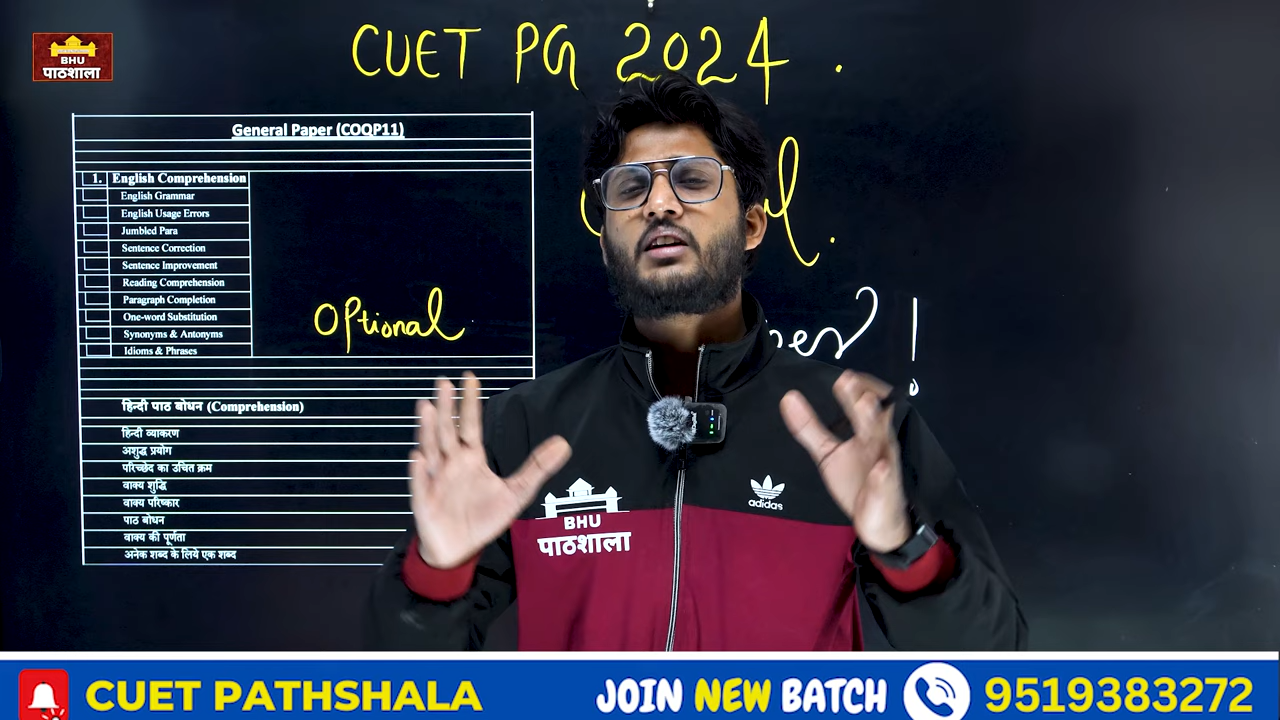 CUET PG 2024.
BHU
पाठशाला
General Paper (COQP11)
1. English Comprehension
English Grammar
English Usage Errors
Jumbled Para
Sentence Correction
Sentence Improvement
Reading Comprehension
Paragraph Completion
One-word Substitution
Synonyms & Antonyms
Idioms & Phrases
Optional
हिन्दी पाठ बोधन (Comprehension)
हिन्दी व्याकरण
अशुद्ध प्रयोग
परिच्छेद का उचित क्रम
वाक्य शुद्धि
वाक्य परिष्कार
पाठ बोधन
वाक्य की पूर्णता
अनेक शब्द के लिये एक शब्द
adidas
BHU
पाठशाला
CUET PATHSHALA
JOIN NEW BATCH
9519383272